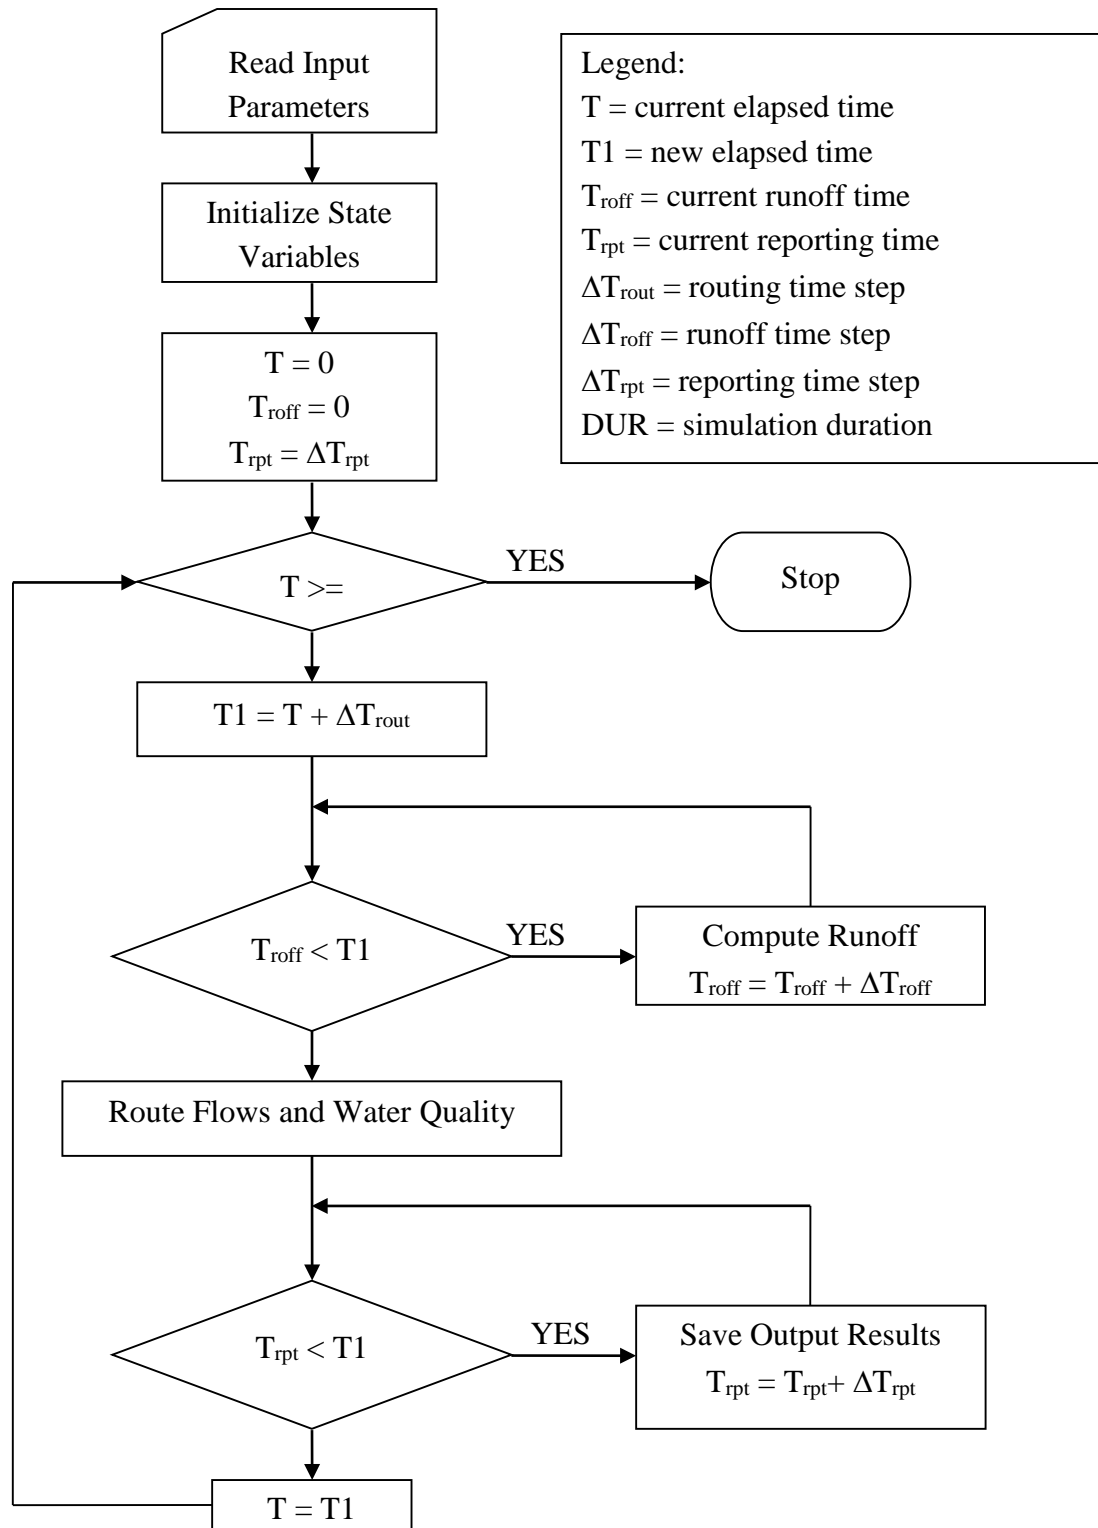 Read Input
Parameters
Initialize State
Variables
T = 0
Troff = 0
Trpt = ΔTrpt
Legend:
T = current elapsed time
T1 = new elapsed time
Troff = current runoff time
Trpt = current reporting time
ΔTrout = routing time step
ΔTroff = runoff time step
ΔTrpt = reporting time step
DUR = simulation duration
T >=
YES
Stop
T1 = T + ΔTrout
Troff < T1
YES
Compute Runoff
Troff = Troff + ΔTroff
Route Flows and Water Quality
Trpt < T1
YES
Save Output Results
Trpt = Trpt+ ΔTrpt
T = T1